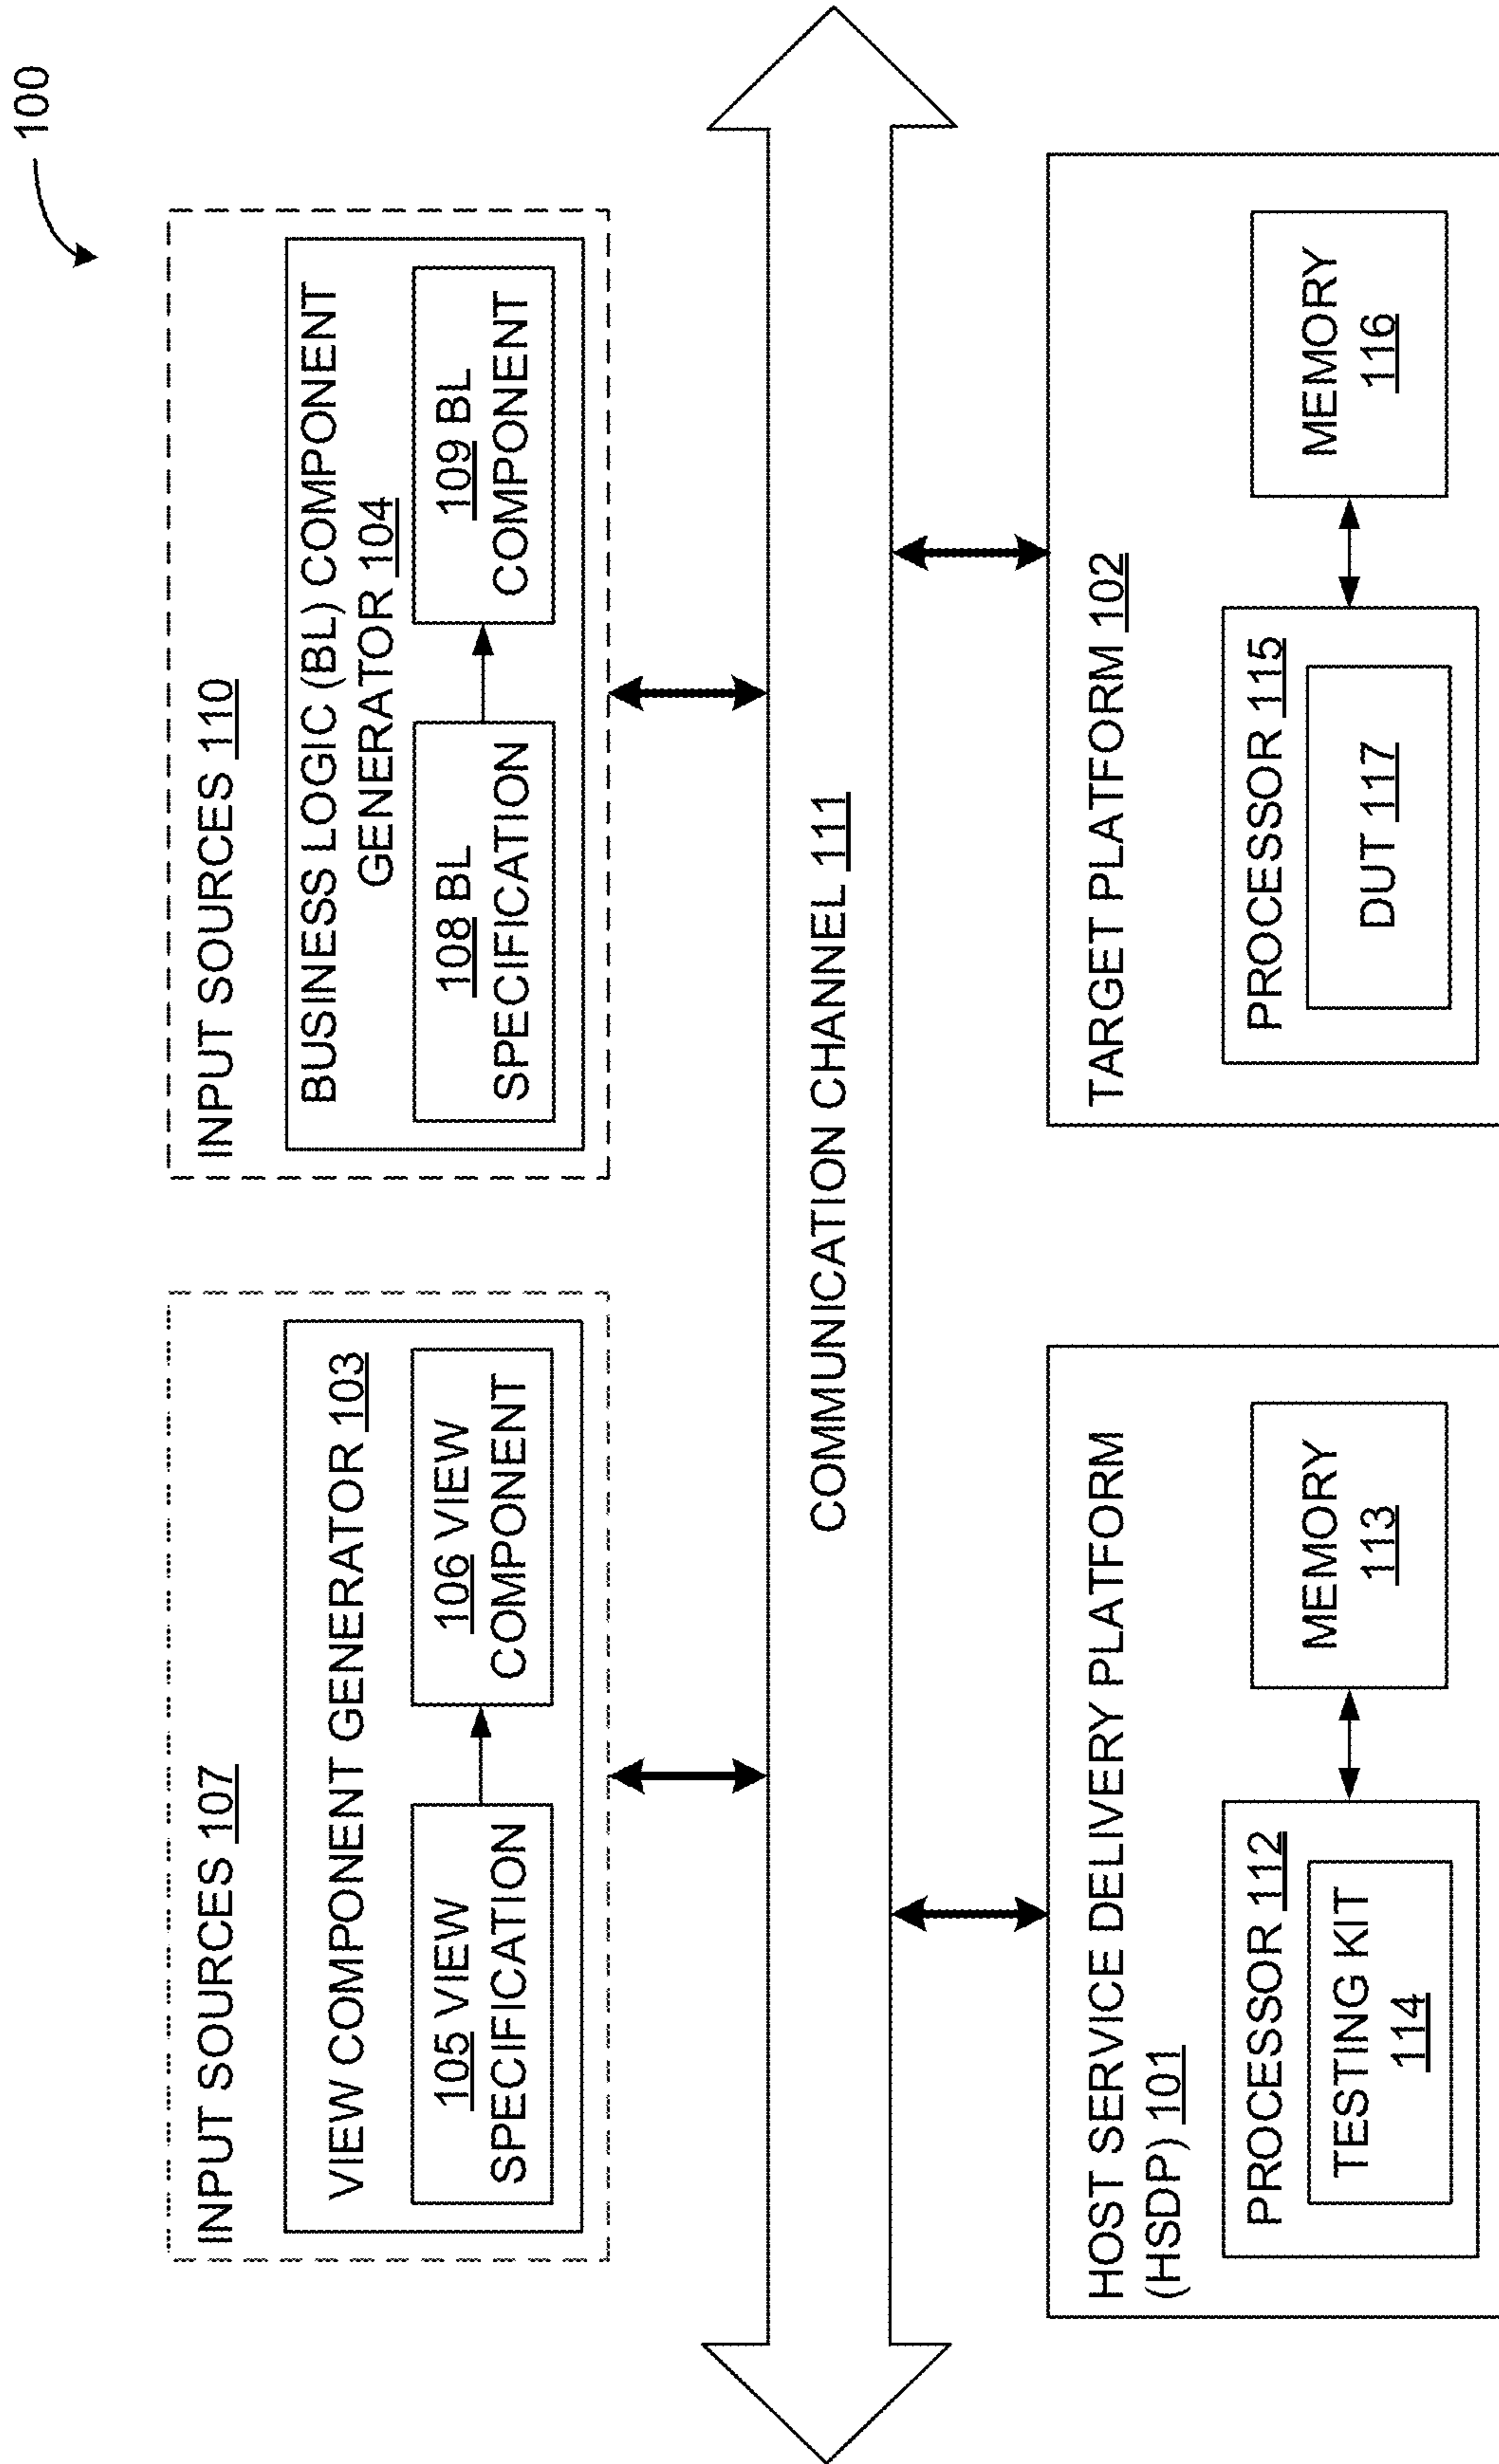 100
INPUT SOURCES 107
VIEW COMPONENT GENERATOR 103
105 VIEW
SPECIFICATION
106 VIEW
COMPONENT
INPUT SOURCES 110
BUSINESS LOGIC (BL) COMPONENT
GENERATOR 104
108 BL
SPECIFICATION
109 BL
COMPONENT
COMMUNICATION CHANNEL 111
HOST SERVICE DELIVERY PLATFORM
(HSDP) 101
PROCESSOR 112
TESTING KIT
114
MEMORY
113
TARGET PLATFORM 102
PROCESSOR 115
DUT 117
MEMORY
116